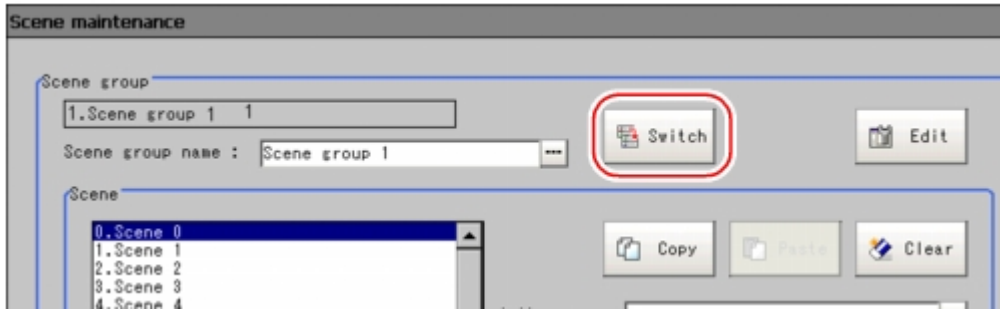 Scene maintenance
Scene group
1.Scene group 1 1
Switch
Edit
Scene group name : Scene group 1 ...
Scene
0.Scene 0
1.Scene 1
2.Scene 2
3.Scene 3
4.Scene 4
Copy
Paste
Clear